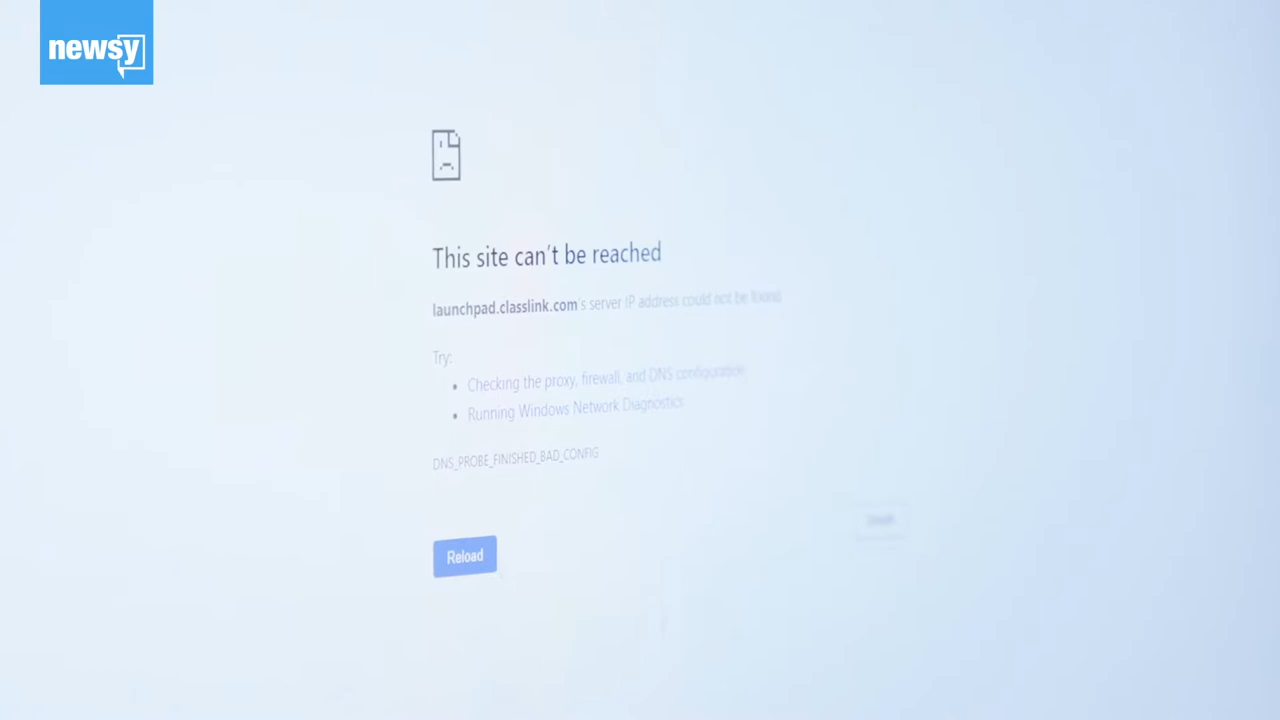 newsy
This site can't be reached
launchpad.classlink.com's server IP address could not be found
Try:
• Checking the proxy, firewall, and DNS configuration
• Running Windows Network Diagnostics
DNS_PROBE_FINISHED_BAD_CONFIG
Reload